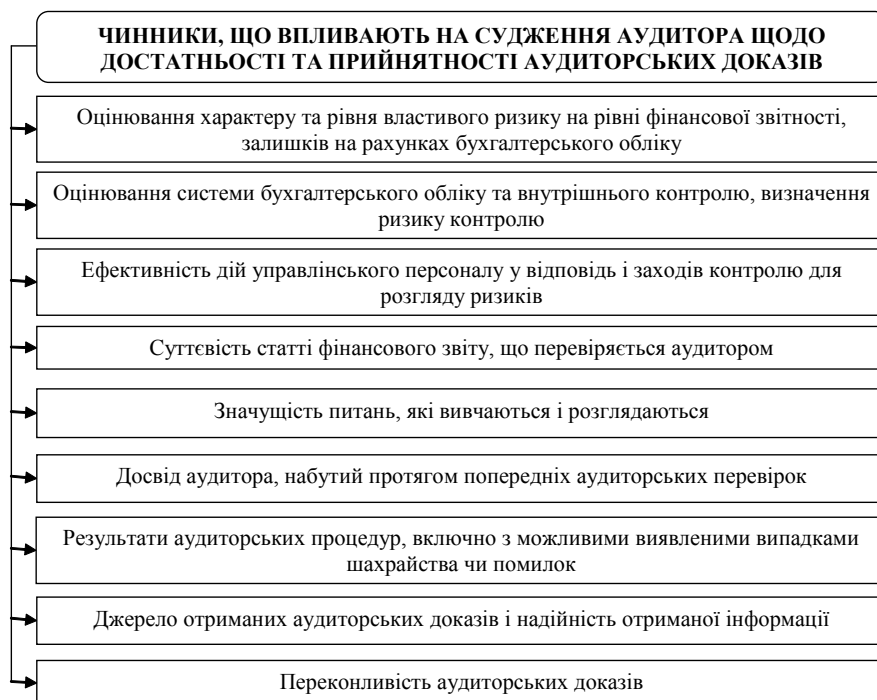 ЧИННИКИ, ЩО ВПЛИВАЮТЬ НА СУДЖЕННЯ АУДИТОРА ЩОДО
ДОСТАТНЬОСТІ ТА ПРИЙНЯТНОСТІ АУДИТОРСЬКИХ ДОКАЗІВ
Оцінювання характеру та рівня властивого ризику на рівні фінансової звітності,
залишків на рахунках бухгалтерського обліку
Оцінювання системи бухгалтерського обліку та внутрішнього контролю, визначення
ризику контролю
Ефективність дій управлінського персоналу у відповідь і заходів контролю для
розгляду ризиків
Суттєвість статті фінансового звіту, що перевіряється аудитором
Значущість питань, які вивчаються і розглядаються
Досвід аудитора, набутий протягом попередніх аудиторських перевірок
Результати аудиторських процедур, включно з можливими виявленими випадками
шахрайства чи помилок
Джерело отриманих аудиторських доказів і надійність отриманої інформації
Переконливість аудиторських доказів